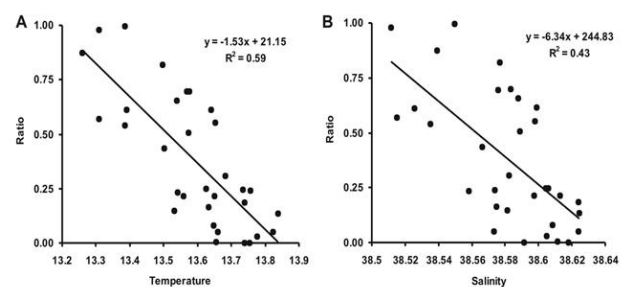 A
y = -1.53x + 21.15
R² = 0.59
Ratio
1.00
0.75
0.50
0.25
0.00
13.2 13.3 13.4 13.5 13.6 13.7 13.8 13.9
Temperature
B
y = -6.34x + 244.83
R² = 0.43
Ratio
1.00
0.75
0.50
0.25
0.00
38.5 38.52 38.54 38.56 38.58 38.6 38.62 38.64
Salinity